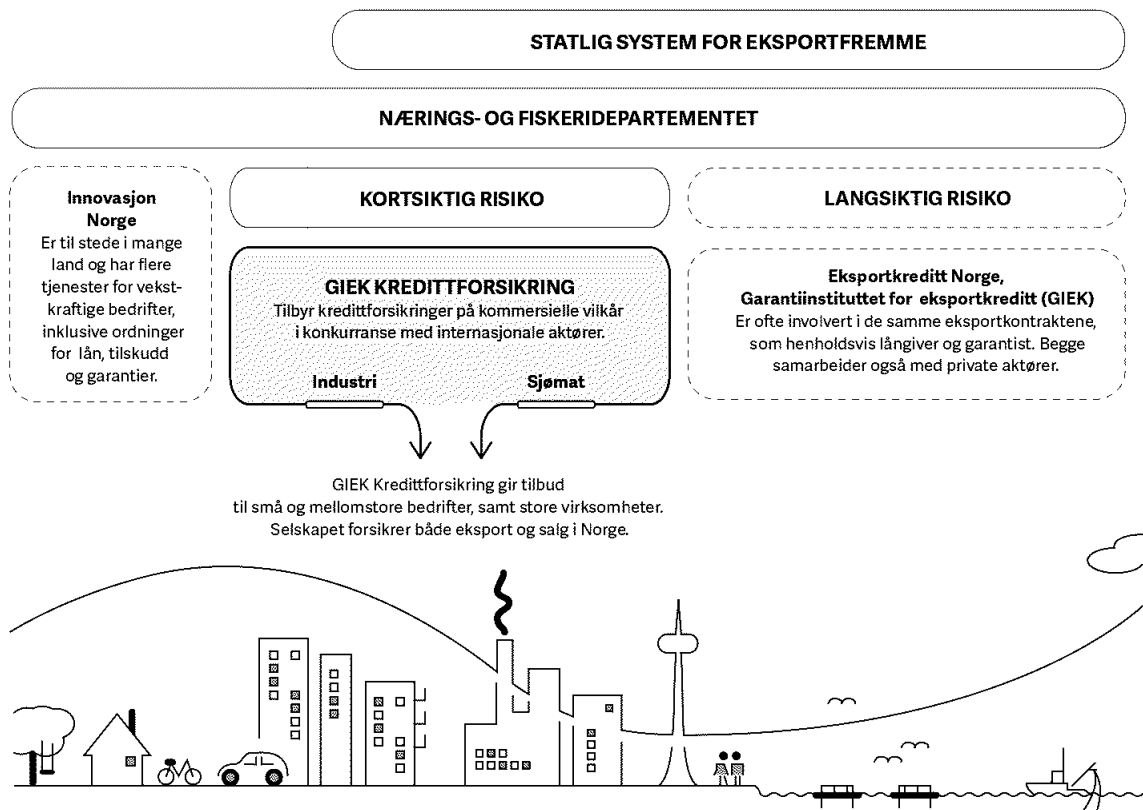 STATLIG SYSTEM FOR EKSPORTFREMME
NÆRINGS- OG FISKERIDEPARTEMENTET
Innovasjon
Norge
Er til stede i mange
land og har flere
tjenester for vekst-
kraftige bedrifter,
inklusive ordninger
for lån, tilskudd
og garantier.
KORTSIKTIG RISIKO
GIEK KREDITTFORSIKRING
Tilbyr kredittforsikringer på kommersielle vilkår
i konkurranse med internasjonale aktører.
Industri
Sjømat
LANGSIKTIG RISIKO
Eksportkreditt Norge,
Garantiinstituttet for eksportkreditt (GIEK)
Er ofte involvert i de samme eksportkontraktene,
som henholdsvis långiver og garantist. Begge
samarbeider også med private aktører.
GIEK Kredittforsikring gir tilbud
til små og mellomstore bedrifter, samt store virksomheter.
Selskapet forsikrer både eksport og salg i Norge.